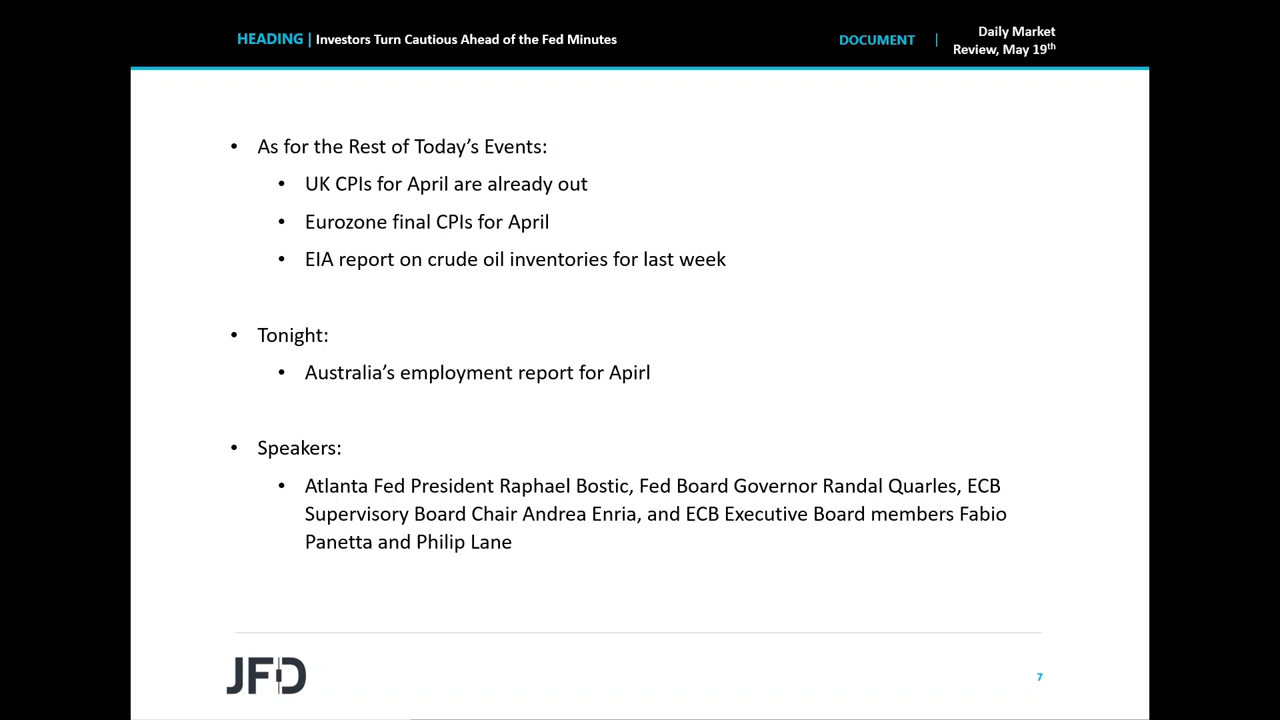 HEADING | Investors Turn Cautious Ahead of the Fed Minutes
DOCUMENT | Daily Market
Review, May 19th
• As for the Rest of Today’s Events:
• UK CPIs for April are already out
• Eurozone final CPIs for April
• EIA report on crude oil inventories for last week
• Tonight:
• Australia’s employment report for Apirl
• Speakers:
• Atlanta Fed President Raphael Bostic, Fed Board Governor Randal Quarles, ECB
Supervisory Board Chair Andrea Enria, and ECB Executive Board members Fabio
Panetta and Philip Lane
JFD
7